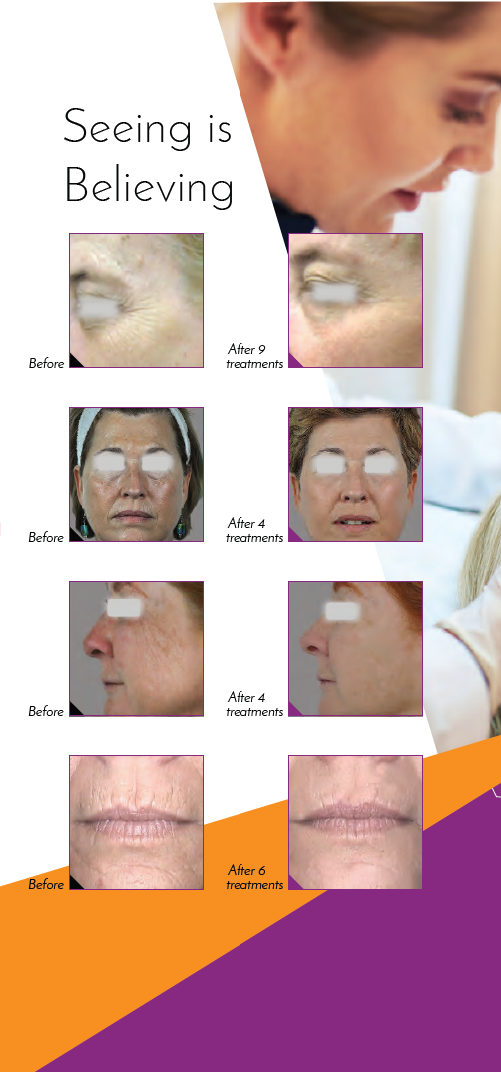 Seeing is
Believing
Before
After 9
treatments
Before
After 4
treatments
Before
After 4
treatments
Before
After 6
treatments